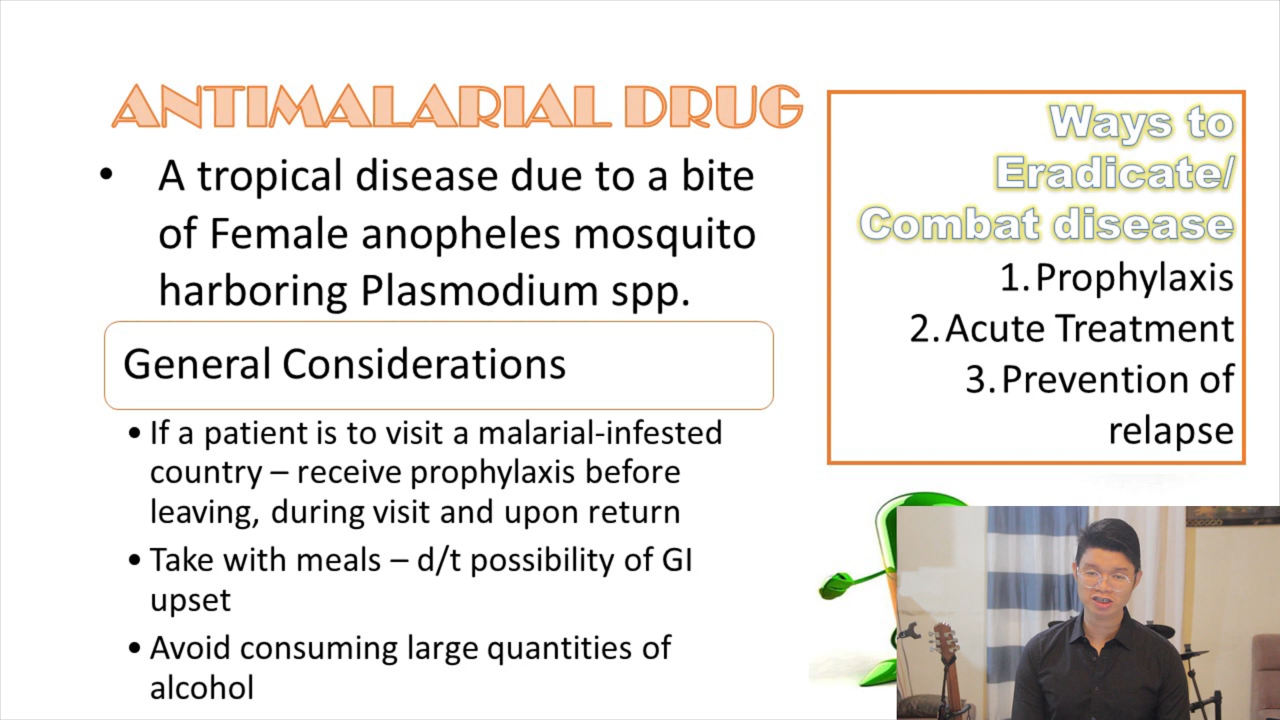 ANTIMALARIAL DRUG
• A tropical disease due to a bite
of Female anopheles mosquito
harboring Plasmodium spp.
General Considerations
• If a patient is to visit a malarial-infested
country – receive prophylaxis before
leaving, during visit and upon return
• Take with meals – d/t possibility of GI
upset
• Avoid consuming large quantities of
alcohol
Ways to
Eradicate/
Combat disease
1. Prophylaxis
2. Acute Treatment
3. Prevention of
relapse